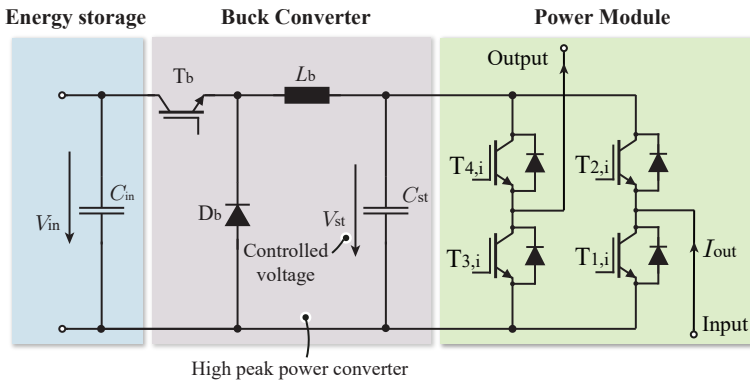 Energy storage
Buck Converter
Power Module
Output
Tb
Lb
T4,i
T2,i
Cin
Cst
Vin
Db
Vst
Controlled
voltage
T3,i
T1,i
Iout
Input
High peak power converter